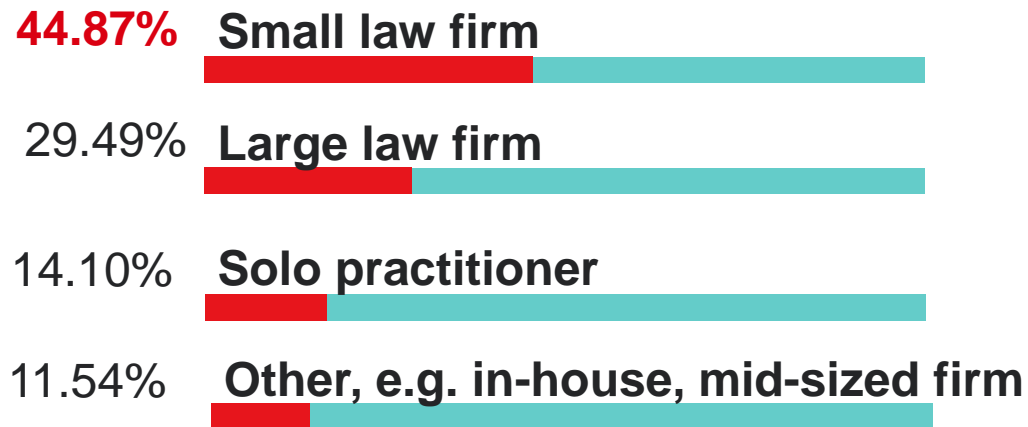 44.87% Small law firm
29.49% Large law firm
14.10% Solo practitioner
11.54% Other, e.g. in-house, mid-sized firm